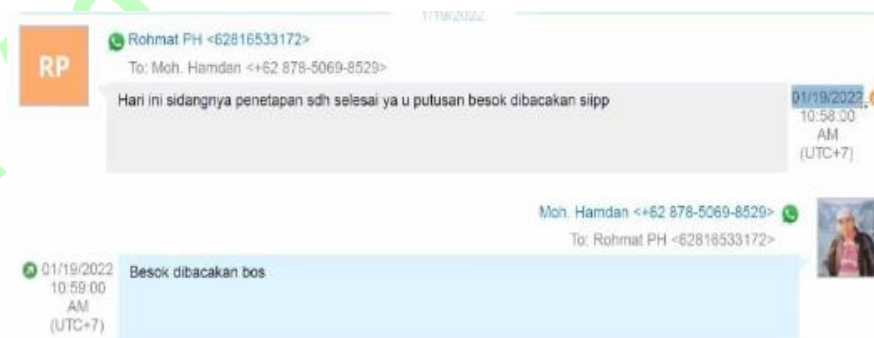 1/19/2022
Rohmat PH <62816533172>
RP
To: Moh. Hamdan <+62 878-5069-8529>
Hari ini sidangnya penetapan sdh selesai ya u putusan besok dibacakan siipp
01/19/2022
10:58:00
AM
(UTC+7)
Moh. Hamdan <+62 878-5069-8529>
To: Rohmat PH <62816533172>
01/19/2022
10:59:00
AM
(UTC+7)
Besok dibacakan bos